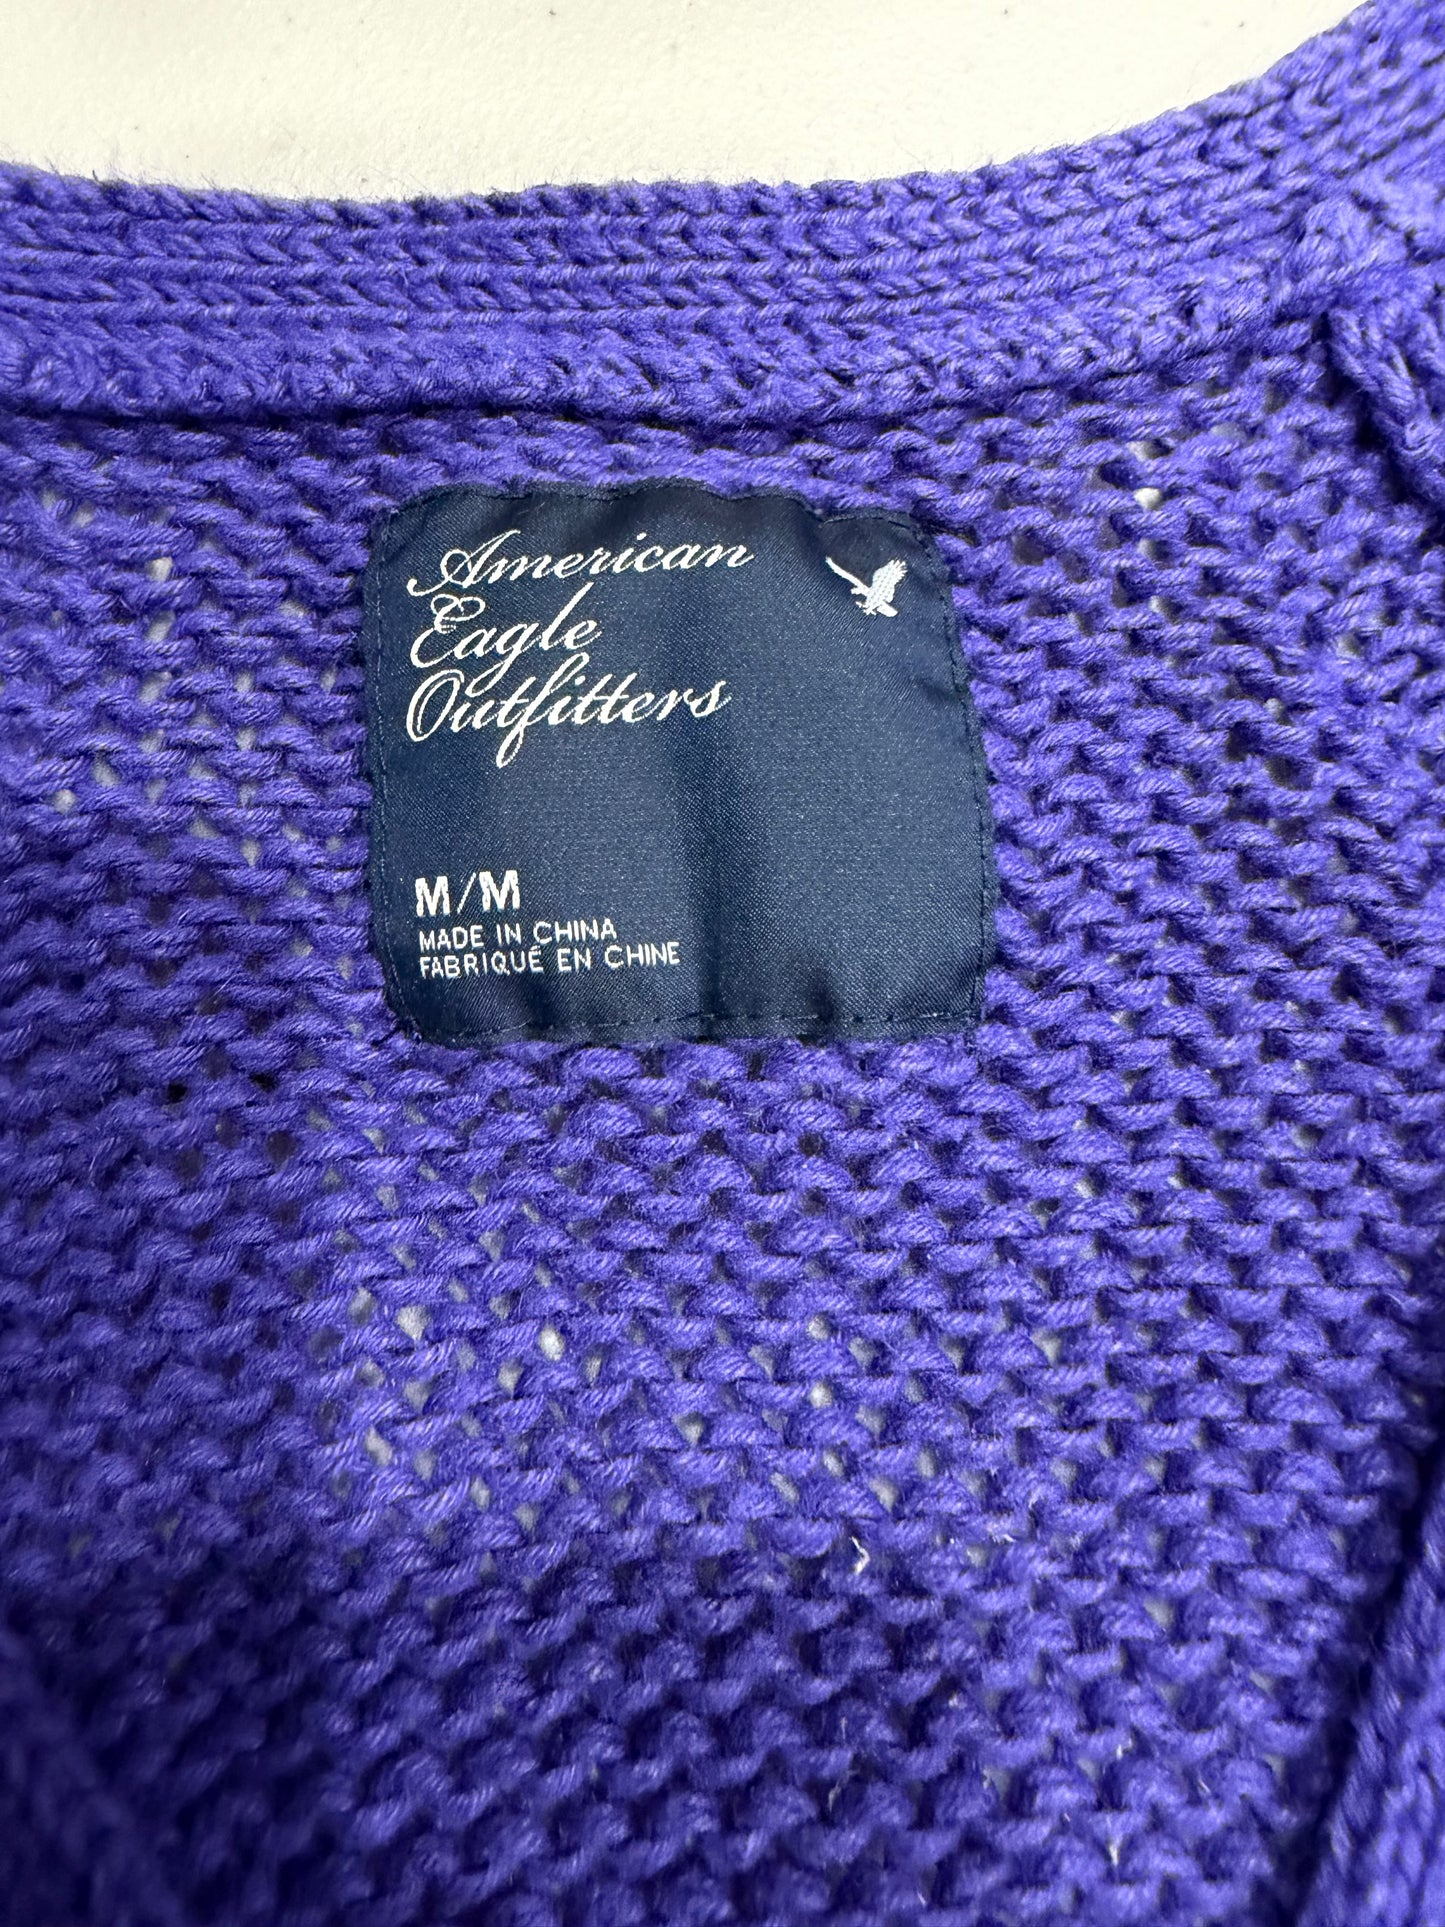 American
Eagle
Outfitters
M/M
MADE IN CHINA
FABRIQUÉ EN CHINE